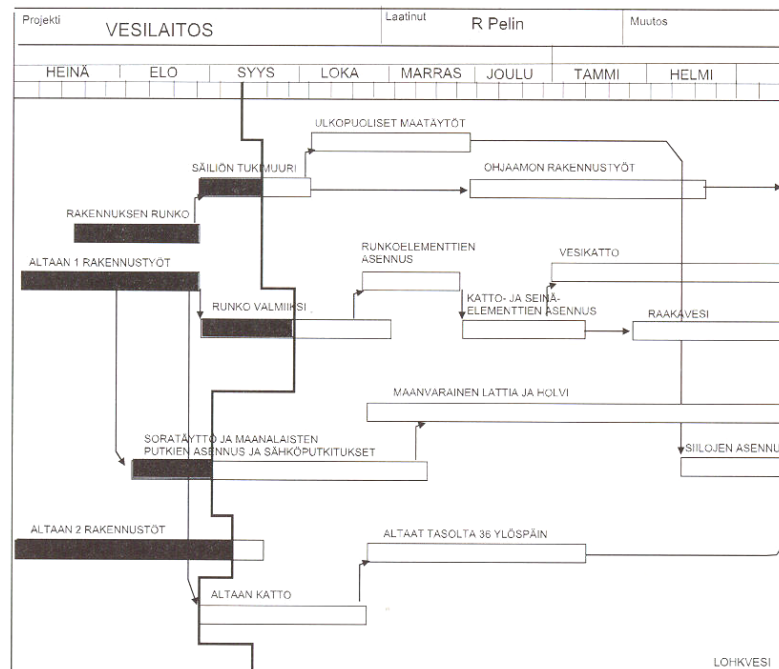 Projekti
VESILAITOS
Laatinut
R Pelin
Muutos
HEINÄ
ELO
SYYS
LOKA
MARRAS
JOULU
TAMMI
HELMI
ULKOPUOLISET MAATÄYTÖT
SÄILIÖN TUKIMUURI
OHJAAMON RAKENNUSTYÖT
RAKENNUKSEN RUNKO
RUNKOELEMENTTIEN
ASENNUS
VESIKATTO
ALTAAN 1 RAKENNUSTYÖT
RUNKO VALMIIKSI
KATTO- JA SEINÄ-
ELEMENTTIEN ASENNUS
RAAKAVESI
MAANVARAINEN LATTIA JA HOLVI
SORATÄYTTÖ JA MAANALAISTEN
PUTKIEN ASENNUS JA SÄHKÖPUTKITUKSET
SIILOJEN ASENNU
ALTAAN 2 RAKENNUSTÖT
ALTAAT TASOLTA 36 YLÖSPÄIN
ALTAAN KATTO
LOHKVESI